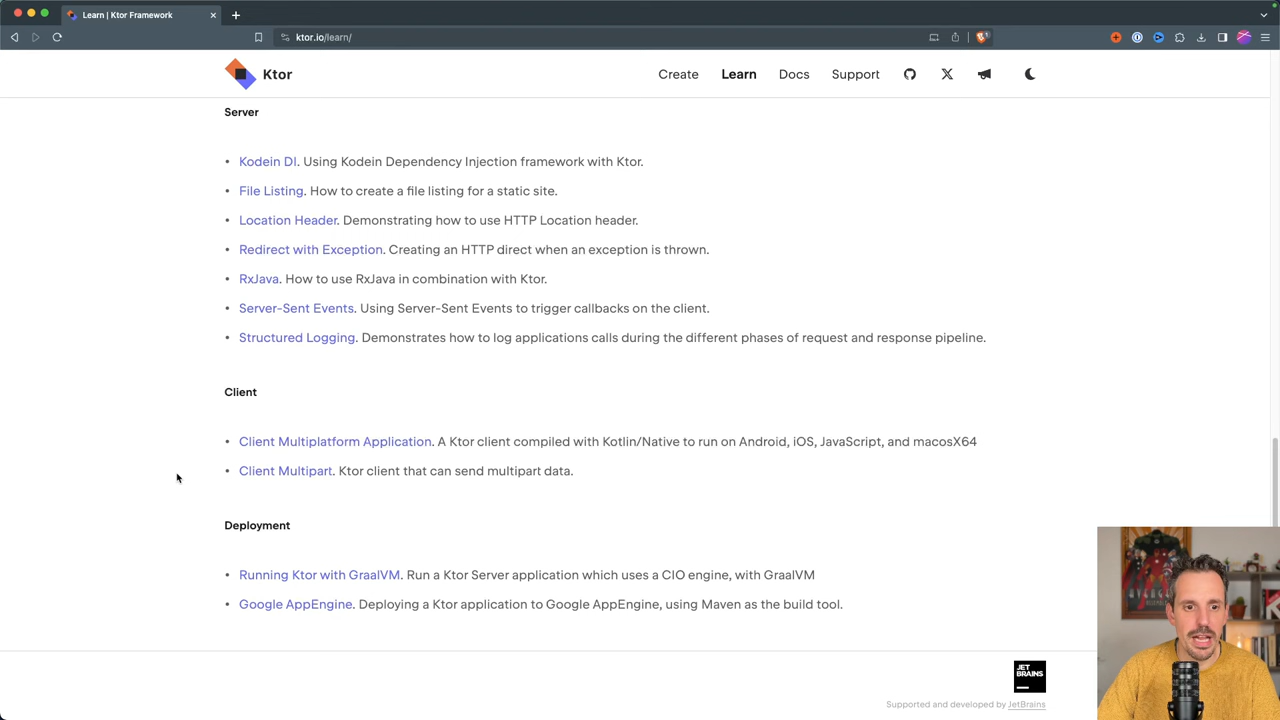 Learn | Ktor Framework
ktor.io/learn/
Ktor
Create Learn Docs Support
Server
• Kodein DI. Using Kodein Dependency Injection framework with Ktor.
• File Listing. How to create a file listing for a static site.
• Location Header. Demonstrating how to use HTTP Location header.
• Redirect with Exception. Creating an HTTP direct when an exception is thrown.
• RxJava. How to use RxJava in combination with Ktor.
• Server-Sent Events. Using Server-Sent Events to trigger callbacks on the client.
• Structured Logging. Demonstrates how to log applications calls during the different phases of request and response pipeline.
Client
• Client Multiplatform Application. A Ktor client compiled with Kotlin/Native to run on Android, iOS, JavaScript, and macosX64
• Client Multipart. Ktor client that can send multipart data.
Deployment
• Running Ktor with GraalVM. Run a Ktor Server application which uses a CIO engine, with GraalVM
• Google AppEngine. Deploying a Ktor application to Google AppEngine, using Maven as the build tool.
JET
BRAINS
Supported and developed by JetBrains